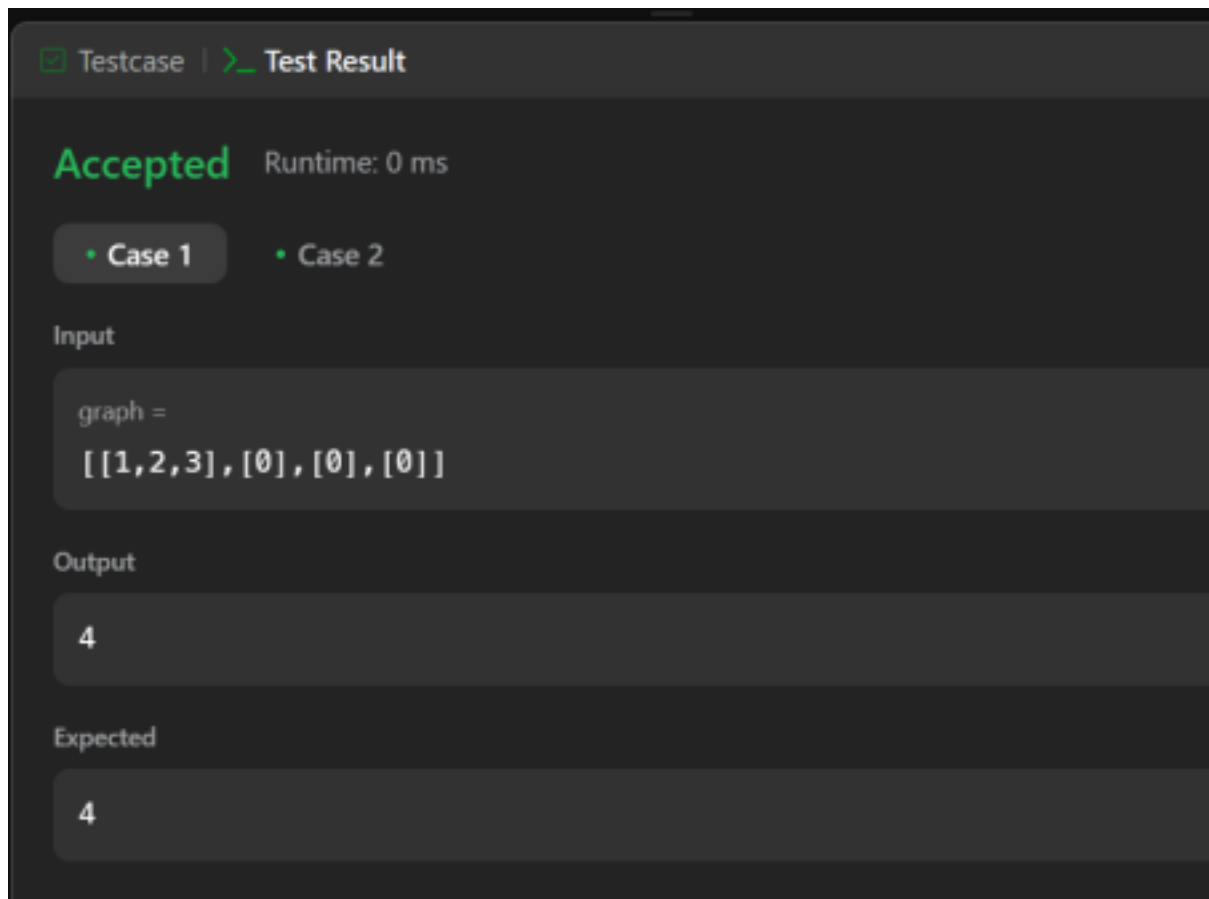 Testcase | >_ Test Result
Accepted Runtime: 0 ms
• Case 1 • Case 2
Input
graph =
[[1,2,3],[0],[0],[0]]
Output
4
Expected
4